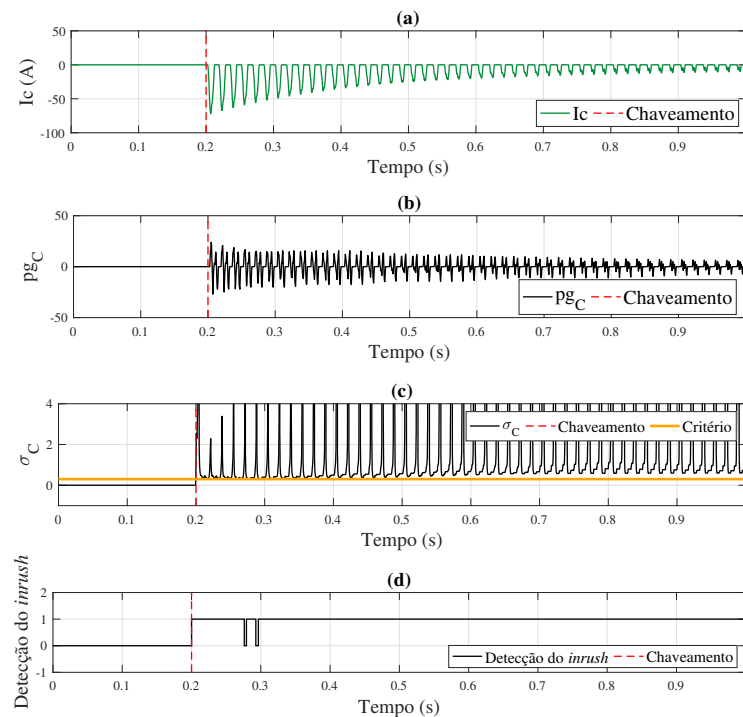 (a)
50
0
-50
-100
Ic (A)
Ic Chaveamento
0 0.1 0.2 0.3 0.4 0.5 0.6 0.7 0.8 0.9
Tempo (s)
(b)
50
0
-50
pg_C
pg_C Chaveamento
0 0.1 0.2 0.3 0.4 0.5 0.6 0.7 0.8 0.9
Tempo (s)
(c)
4
2
0
σ_C
σ_C Chaveamento Critério
0 0.1 0.2 0.3 0.4 0.5 0.6 0.7 0.8 0.9
Tempo (s)
(d)
2
1
0
-1
Detecção do inrush
Detecção do inrush Chaveamento
0 0.1 0.2 0.3 0.4 0.5 0.6 0.7 0.8 0.9
Tempo (s)